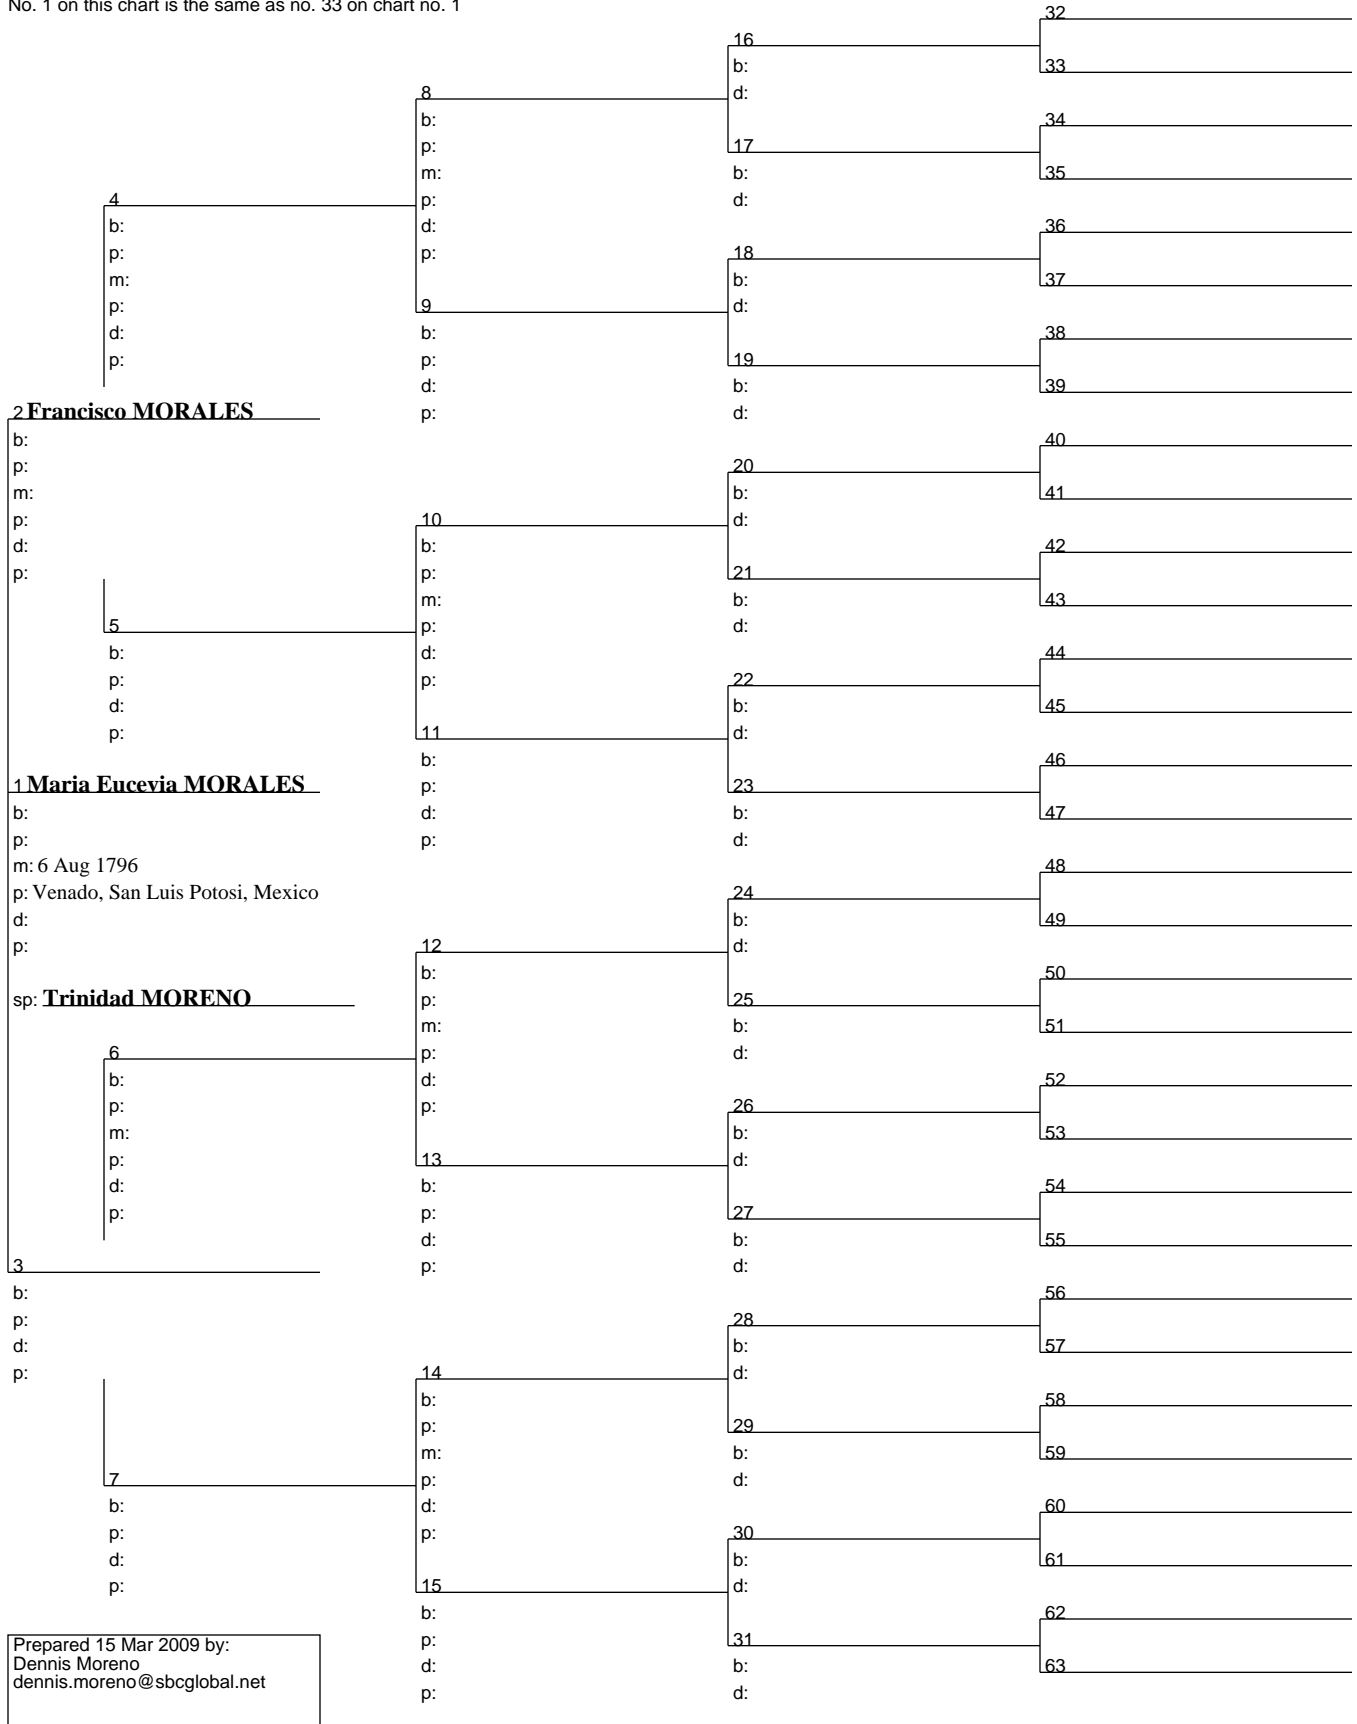 No. 1 on this chart is the same as no. 33 on chart no. 1
4
b:
p:
m:
p:
d:
p:
2 Francisco MORALES
b:
p:
m:
p:
d:
p:
5
b:
p:
d:
p:
1 Maria Eucevia MORALES
b:
p:
m: 6 Aug 1796
p: Venado, San Luis Potosi, Mexico
d:
p:
sp: Trinidad MORENO
6
b:
p:
m:
p:
d:
p:
3
b:
p:
d:
p:
7
b:
p:
d:
p:
Prepared 15 Mar 2009 by:
Dennis Moreno
dennis.moreno@sbcglobal.net
8
b:
p:
m:
p:
d:
p:
9
b:
p:
d:
p:
10
b:
p:
m:
p:
d:
p:
11
b:
p:
d:
p:
12
b:
p:
m:
p:
d:
p:
13
b:
p:
d:
p:
14
b:
p:
m:
p:
d:
p:
15
b:
p:
d:
p:
16
b:
d:
17
b:
d:
18
b:
d:
19
b:
d:
20
b:
d:
21
b:
d:
22
b:
d:
23
b:
d:
24
b:
d:
25
b:
d:
26
b:
d:
27
b:
d:
28
b:
d:
29
b:
d:
30
b:
d:
31
b:
d:
32
33
34
35
36
37
38
39
40
41
42
43
44
45
46
47
48
49
50
51
52
53
54
55
56
57
58
59
60
61
62
63